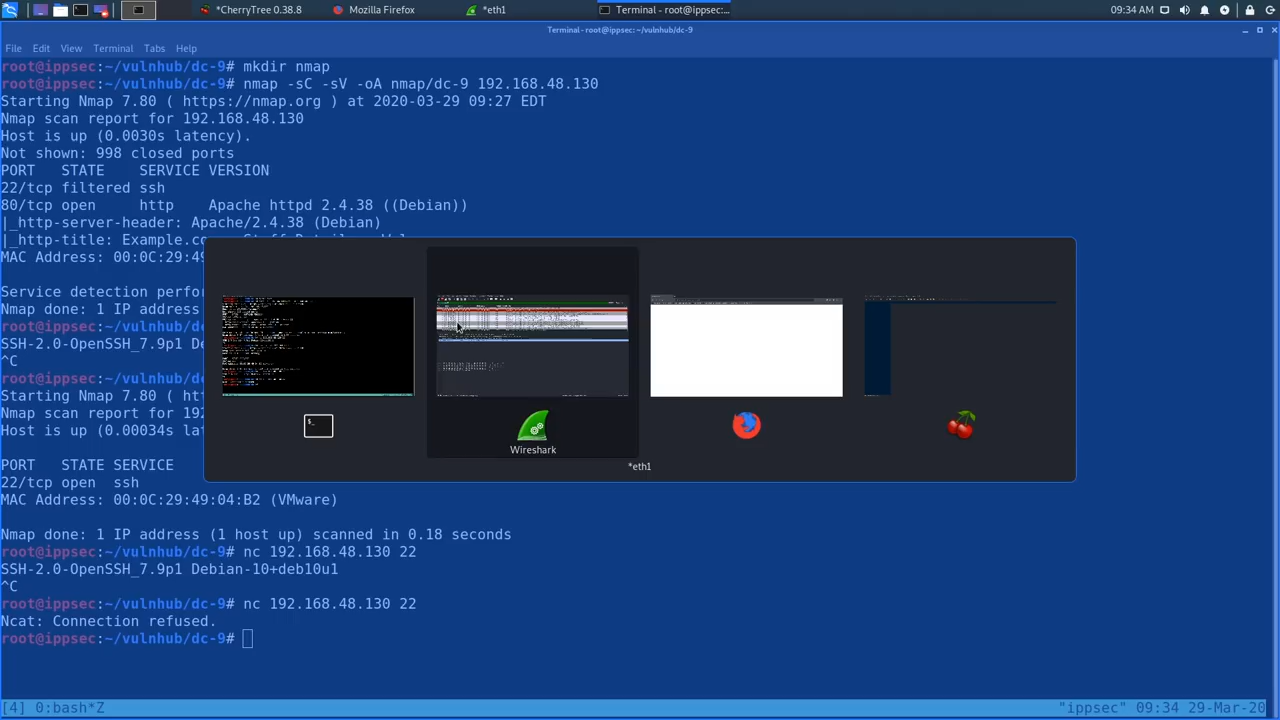 *CherryTree 0.38.8
Mozilla Firefox
*eth1
Terminal - root@ippsec:...
09:34 AM
Terminal - root@ippsec: ~/vulnhub/dc-9
File Edit View Terminal Tabs Help
root@ippsec:~/vulnhub/dc-9# mkdir nmap
root@ippsec:~/vulnhub/dc-9# nmap -sC -sV -oA nmap/dc-9 192.168.48.130
Starting Nmap 7.80 ( https://nmap.org ) at 2020-03-29 09:27 EDT
Nmap scan report for 192.168.48.130
Host is up (0.0030s latency).
Not shown: 998 closed ports
PORT   STATE    SERVICE VERSION
22/tcp filtered ssh
80/tcp open     http    Apache httpd 2.4.38 ((Debian))
|_http-server-header: Apache/2.4.38 (Debian)
|_http-title: Example.co
MAC Address: 00:0C:29:49
Service detection perfor
Nmap done: 1 IP address
root@ippsec:~/vulnhub/dc
SSH-2.0-OpenSSH_7.9p1 De
^C
root@ippsec:~/vulnhub/dc
Starting Nmap 7.80 ( htt
Nmap scan report for 192
Host is up (0.00034s lat
PORT   STATE SERVICE
22/tcp open  ssh
MAC Address: 00:0C:29:49:04:B2 (VMware)
Wireshark
*eth1
Nmap done: 1 IP address (1 host up) scanned in 0.18 seconds
root@ippsec:~/vulnhub/dc-9# nc 192.168.48.130 22
SSH-2.0-OpenSSH_7.9p1 Debian-10+deb10u1
^C
root@ippsec:~/vulnhub/dc-9# nc 192.168.48.130 22
Ncat: Connection refused.
root@ippsec:~/vulnhub/dc-9#
[4] 0:bash*Z
"ippsec" 09:34 29-Mar-20